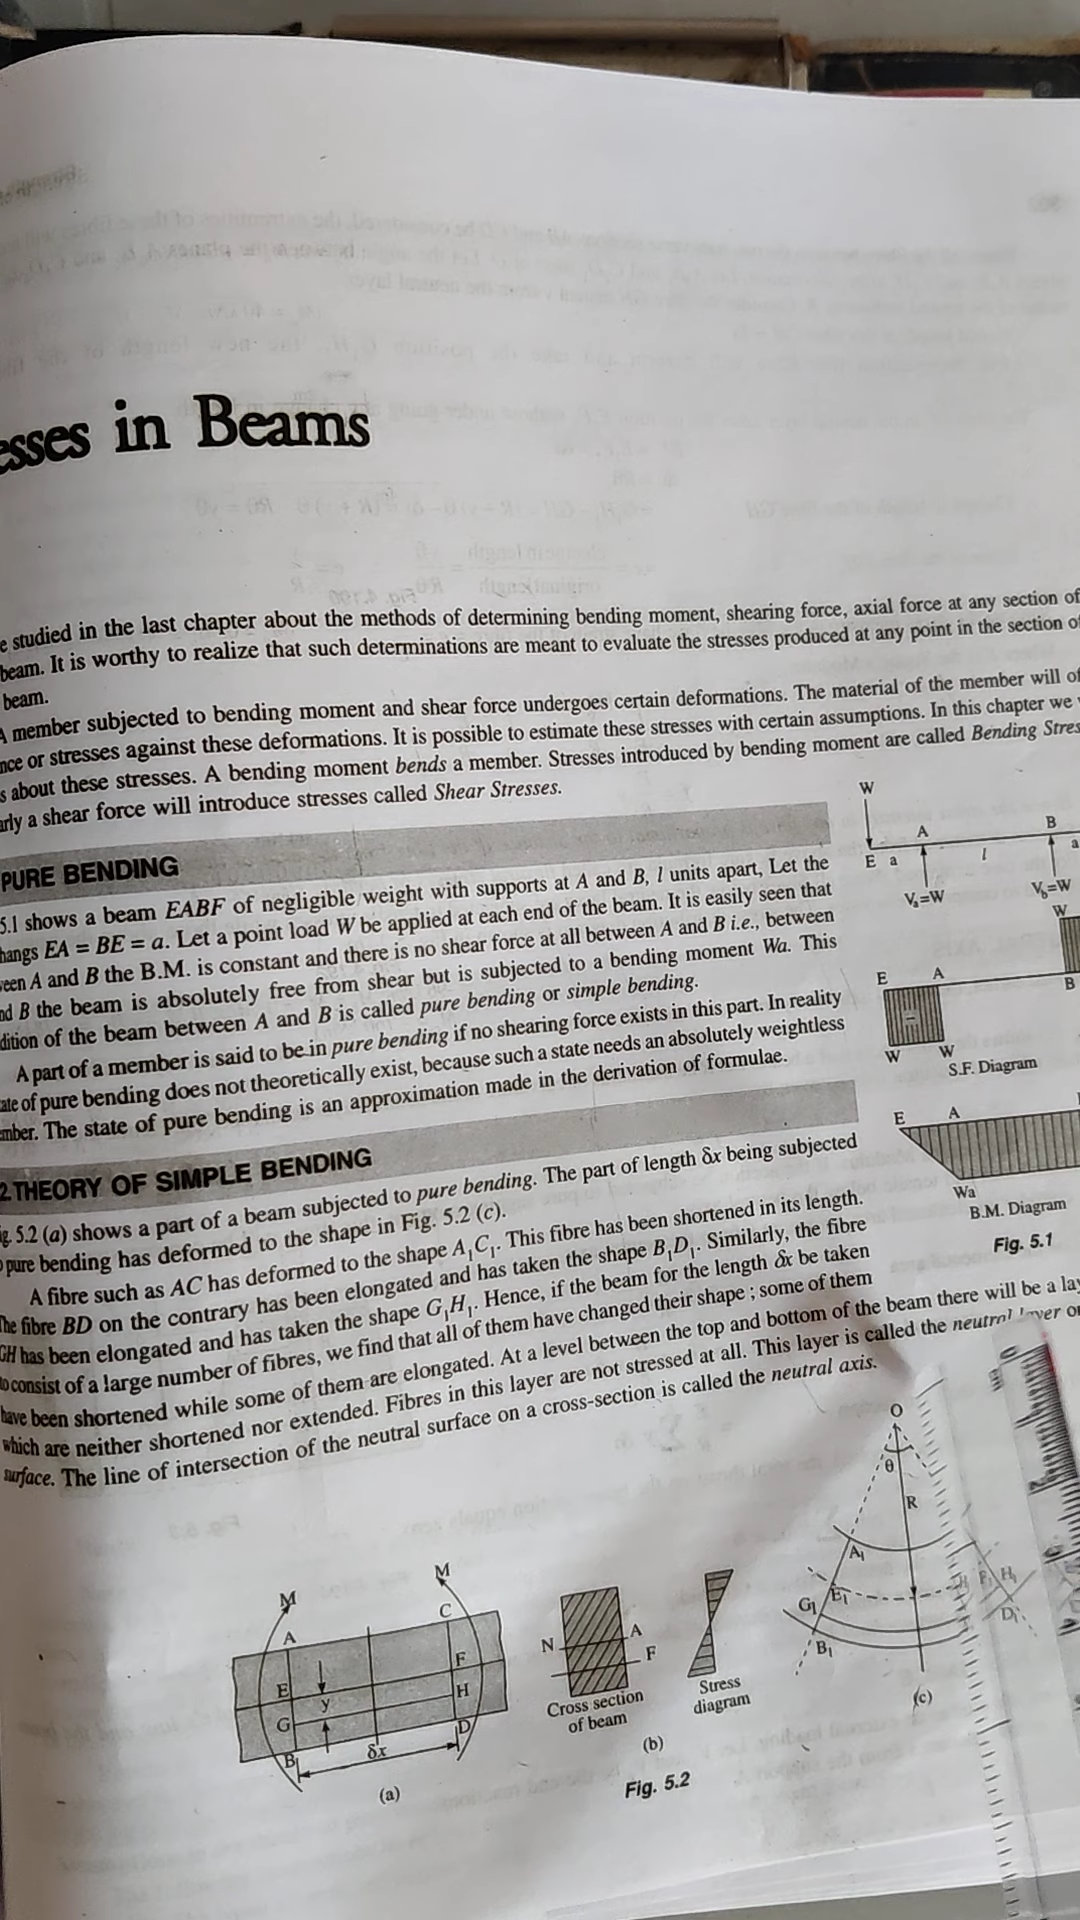 esses in Beams
e studied in the last chapter about the methods of determining bending moment, shearing force, axial force at any section of
beam. It is worthy to realize that such determinations are meant to evaluate the stresses produced at any point in the section of
beam.
A member subjected to bending moment and shear force undergoes certain deformations. The material of the member will of
nce or stresses against these deformations. It is possible to estimate these stresses with certain assumptions. In this chapter we
s about these stresses. A bending moment bends a member. Stresses introduced by bending moment are called Bending Stres
arly a shear force will introduce stresses called Shear Stresses.
PURE BENDING
5.1 shows a beam EABF of negligible weight with supports at A and B, l units apart, Let the
hangs EA = BE = a. Let a point load W be applied at each end of the beam. It is easily seen that
veen A and B the B.M. is constant and there is no shear force at all between A and B i.e., between
nd B the beam is absolutely free from shear but is subjected to a bending moment Wa. This
dition of the beam between A and B is called pure bending or simple bending.
A part of a member is said to be in pure bending if no shearing force exists in this part. In reality
ate of pure bending does not theoretically exist, because such a state needs an absolutely weightless
mber. The state of pure bending is an approximation made in the derivation of formulae.
W
A
B
E a
l
a
Vₐ=W
V_b=W
W
E
A
B
–
W
W
S.F. Diagram
E
A
Wa
B.M. Diagram
Fig. 5.1
2 THEORY OF SIMPLE BENDING
ig. 5.2 (a) shows a part of a beam subjected to pure bending. The part of length δx being subjected
pure bending has deformed to the shape in Fig. 5.2 (c).
A fibre such as AC has deformed to the shape A₁C₁. This fibre has been shortened in its length.
The fibre BD on the contrary has been elongated and has taken the shape B₁D₁. Similarly, the fibre
GH has been elongated and has taken the shape G₁H₁. Hence, if the beam for the length δx be taken
to consist of a large number of fibres, we find that all of them have changed their shape ; some of them
have been shortened while some of them are elongated. At a level between the top and bottom of the beam there will be a lay
which are neither shortened nor extended. Fibres in this layer are not stressed at all. This layer is called the neutral layer or
surface. The line of intersection of the neutral surface on a cross-section is called the neutral axis.
M
M
A
C
E
F
y
H
G
D
B
δx
(a)
N
A
F
Cross section
of beam
Stress
diagram
(b)
Fig. 5.2
O
θ
R
A₁
E₁
G₁
F₁
H₁
D₁
B₁
(c)